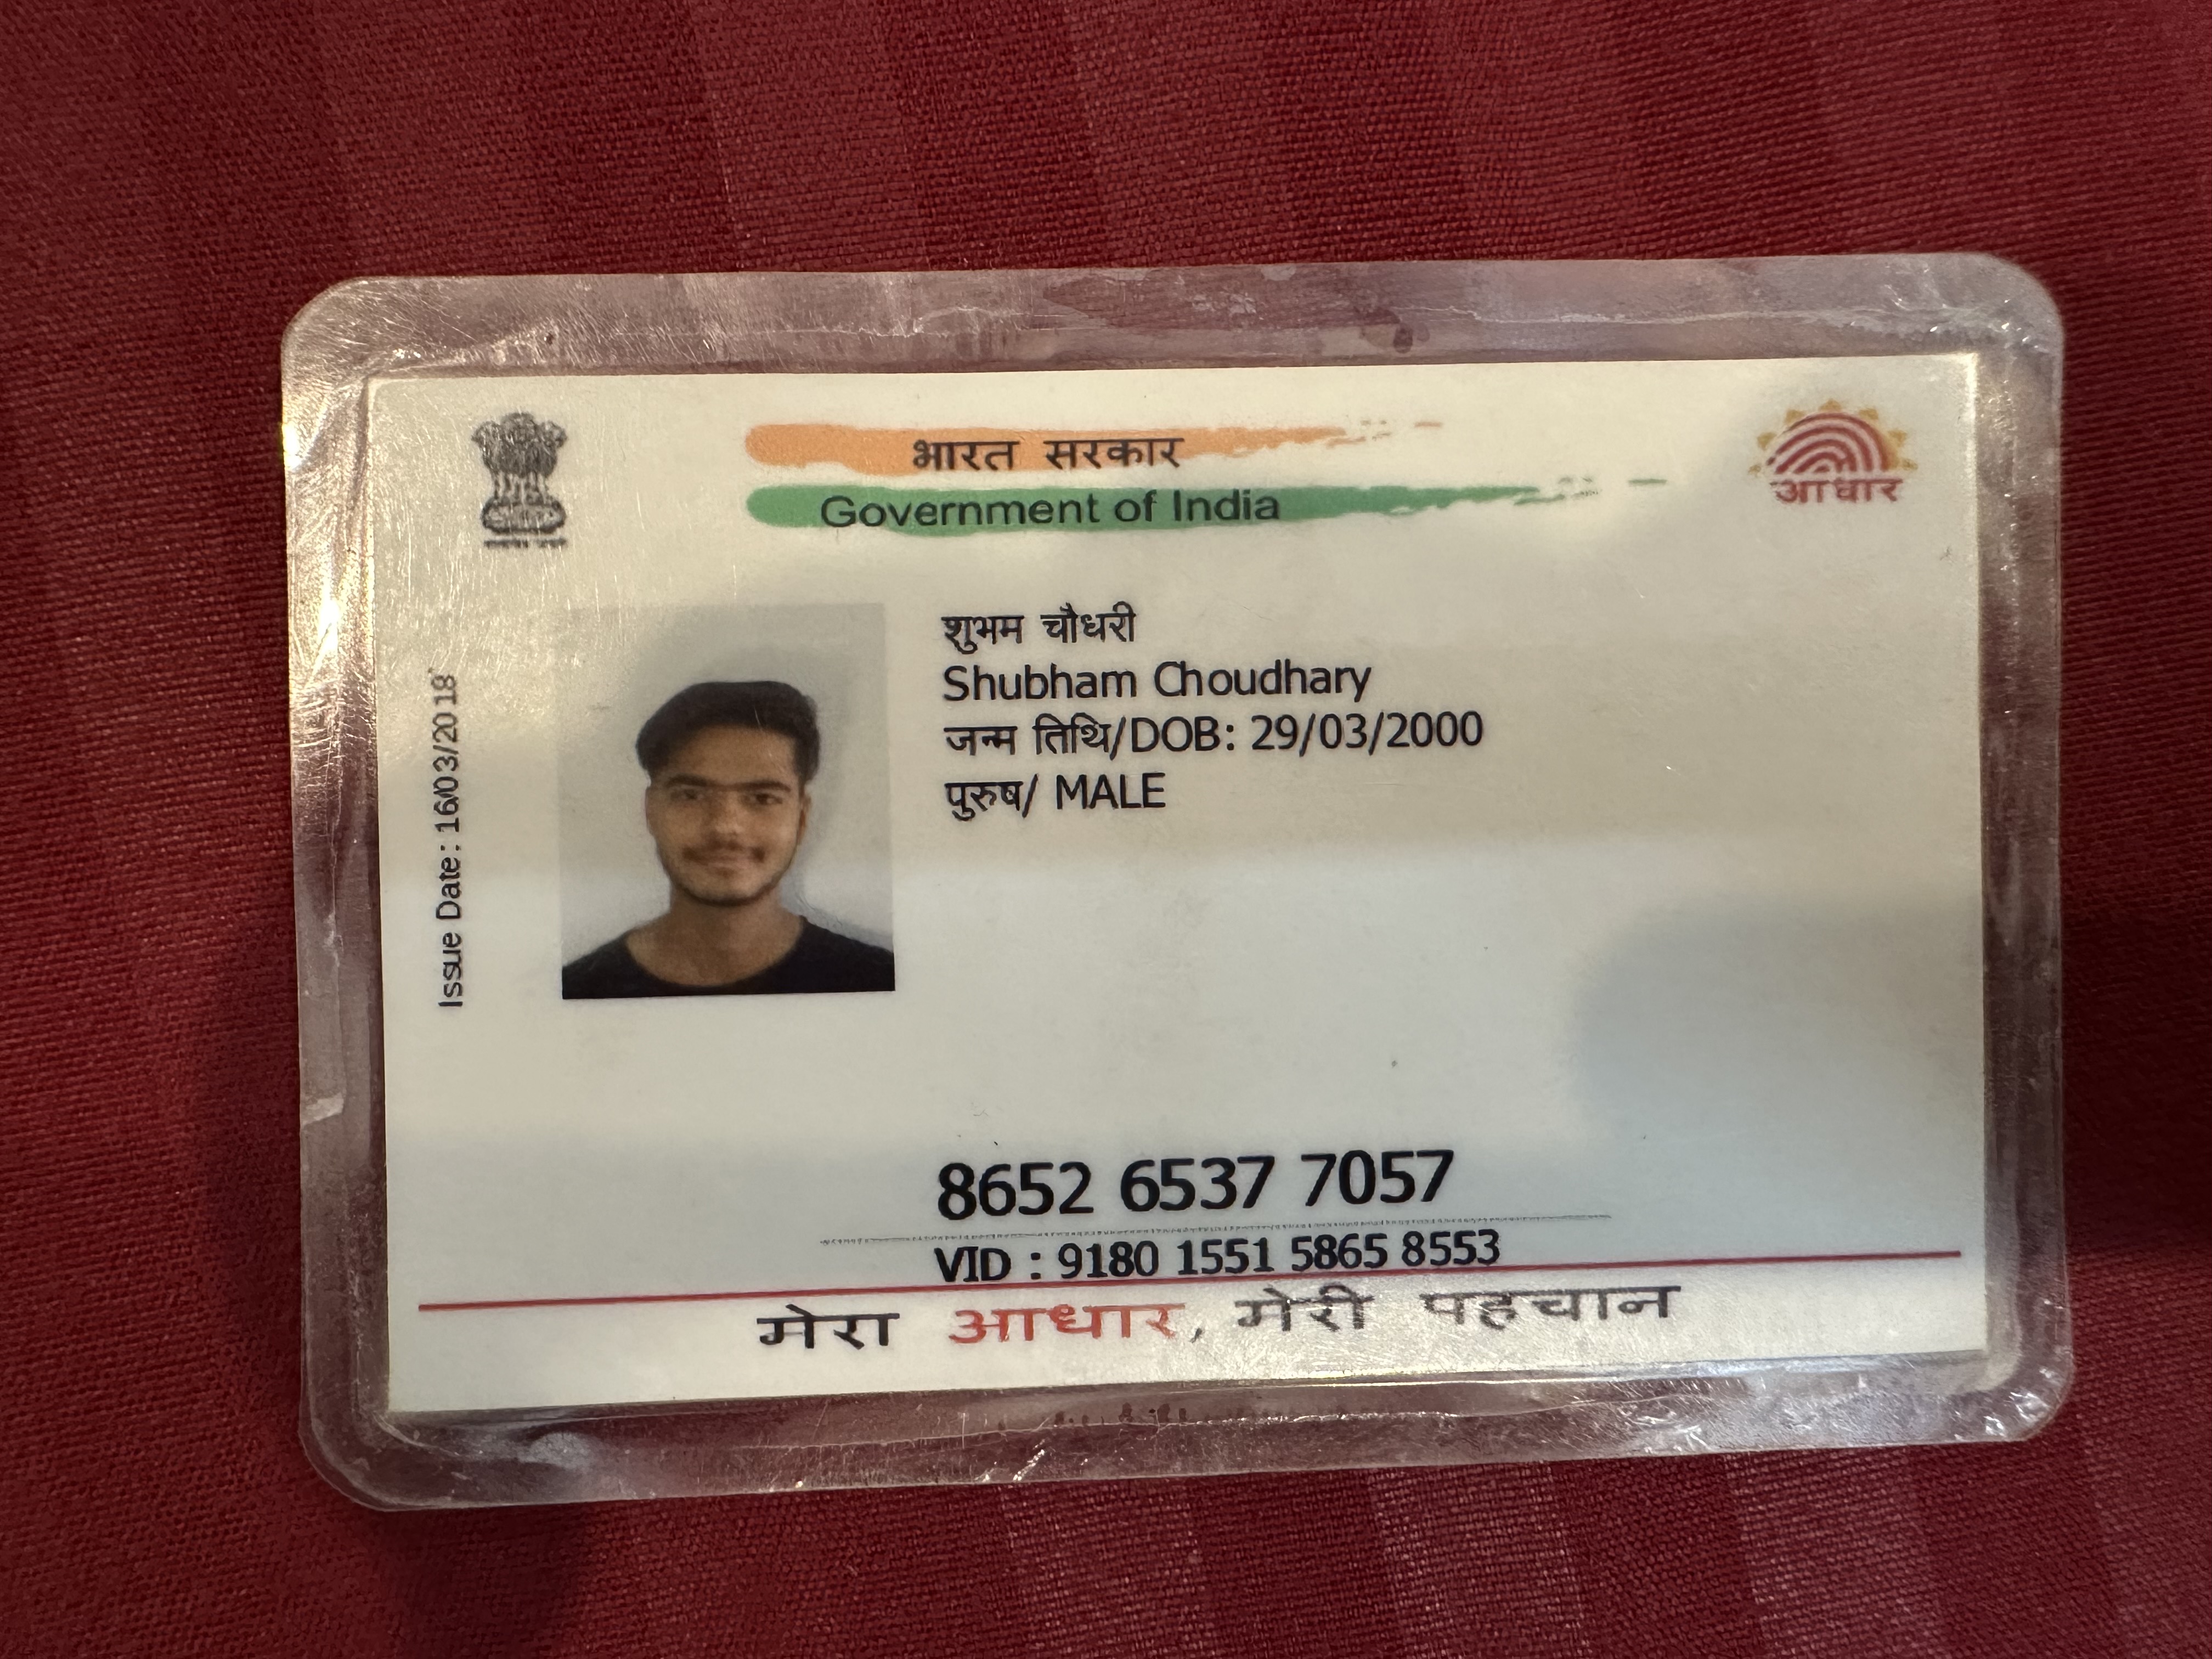 भारत सरकार
Government of India
आधार
शुभम चौधरी
Shubham Choudhary
जन्म तिथि/DOB: 29/03/2000
पुरुष/ MALE
Issue Date: 16/03/2018
8652 6537 7057
VID : 9180 1551 5865 8553
मेरा आधार, मेरी पहचान